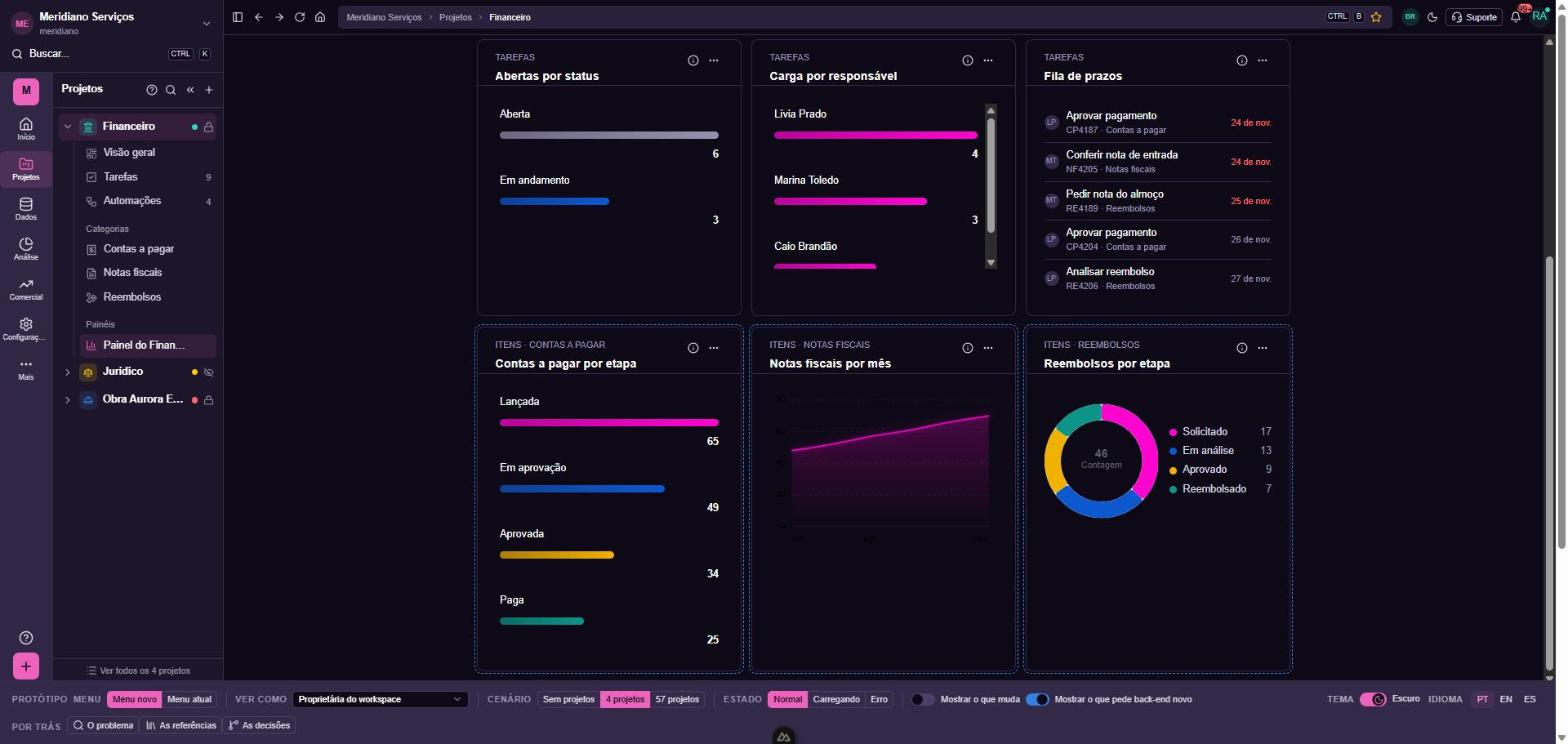 ME
Meridiano Serviços
meridiano
Meridiano Serviços > Projetos > Financeiro
CTRL B
BR
Suporte
99+
RA
Buscar...
CTRL K
M
Início
Projetos
Dados
Análise
Comercial
Configuraç...
Mais
Projetos
Financeiro
Visão geral
Tarefas 9
Automações 4
Categorias
Contas a pagar
Notas fiscais
Reembolsos
Painéis
Painel do Finan...
Jurídico
Obra Aurora E...
Ver todos os 4 projetos
TAREFAS
Abertas por status
Aberta
6
Em andamento
3
TAREFAS
Carga por responsável
Lívia Prado
4
Marina Toledo
3
Caio Brandão
TAREFAS
Fila de prazos
LP Aprovar pagamento 24 de nov.
CP4187 · Contas a pagar
MT Conferir nota de entrada 24 de nov.
NF4205 · Notas fiscais
MT Pedir nota do almoço 25 de nov.
RE4189 · Reembolsos
LP Aprovar pagamento 26 de nov.
CP4204 · Contas a pagar
LP Analisar reembolso 27 de nov.
RE4206 · Reembolsos
ITENS · CONTAS A PAGAR
Contas a pagar por etapa
Lançada
65
Em aprovação
49
Aprovada
34
Paga
25
ITENS · NOTAS FISCAIS
Notas fiscais por mês
ITENS · REEMBOLSOS
Reembolsos por etapa
46
Contagem
Solicitado 17
Em análise 13
Aprovado 9
Reembolsado 7
PROTÓTIPO MENU Menu novo Menu atual VER COMO Proprietária do workspace CENÁRIO Sem projetos 4 projetos 57 projetos ESTADO Normal Carregando Erro Mostrar o que muda Mostrar o que pede back-end novo TEMA Escuro IDIOMA PT EN ES
POR TRÁS O problema As referências As decisões